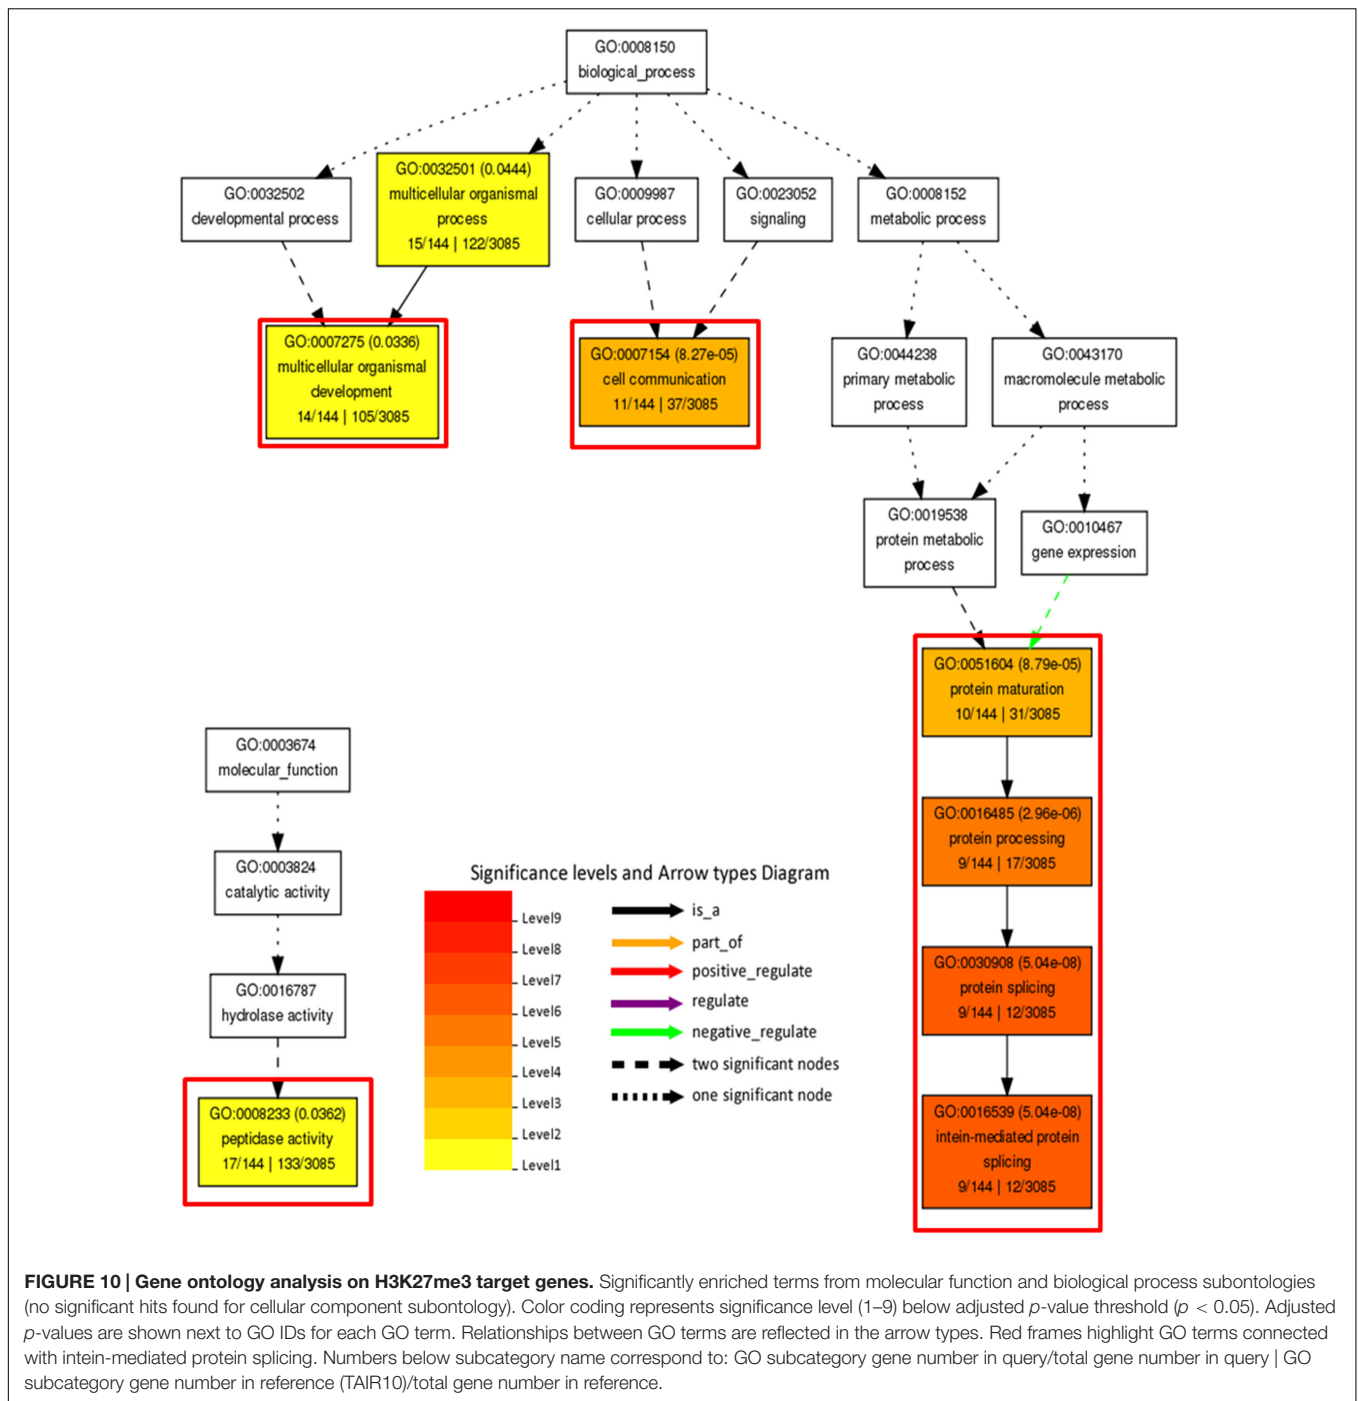 GO:0008150
biological_process
GO:0032502
developmental process
GO:0032501 (0.0444)
multicellular organismal
process
15/144 | 122/3085
GO:0009987
cellular process
GO:0023052
signaling
GO:0008152
metabolic process
GO:0007275 (0.0336)
multicellular organismal
development
14/144 | 105/3085
GO:0007154 (8.27e-05)
cell communication
11/144 | 37/3085
GO:0044238
primary metabolic
process
GO:0043170
macromolecule metabolic
process
GO:0019538
protein metabolic
process
GO:0010467
gene expression
GO:0051604 (8.79e-05)
protein maturation
10/144 | 31/3085
GO:0016485 (2.96e-06)
protein processing
9/144 | 17/3085
GO:0030908 (5.04e-08)
protein splicing
9/144 | 12/3085
GO:0016539 (5.04e-08)
intein-mediated protein
splicing
9/144 | 12/3085
GO:0003674
molecular_function
GO:0003824
catalytic activity
GO:0016787
hydrolase activity
GO:0008233 (0.0362)
peptidase activity
17/144 | 133/3085
Significance levels and Arrow types Diagram
Level9
Level8
Level7
Level6
Level5
Level4
Level3
Level2
Level1
is_a
part_of
positive_regulate
regulate
negative_regulate
two significant nodes
one significant node
FIGURE 10 | Gene ontology analysis on H3K27me3 target genes. Significantly enriched terms from molecular function and biological process subontologies
(no significant hits found for cellular component subontology). Color coding represents significance level (1–9) below adjusted p-value threshold (p < 0.05). Adjusted
p-values are shown next to GO IDs for each GO term. Relationships between GO terms are reflected in the arrow types. Red frames highlight GO terms connected
with intein-mediated protein splicing. Numbers below subcategory name correspond to: GO subcategory gene number in query/total gene number in query | GO
subcategory gene number in reference (TAIR10)/total gene number in reference.